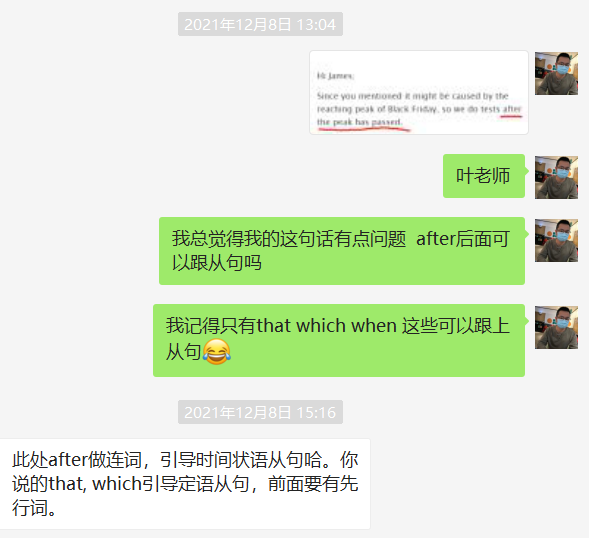 2021年12月8日 13:04
Hi James,
Since you mentioned it might be caused by the
reaching peak of Black Friday, so we do tests after
the peak has passed.
叶老师
我总觉得我的这句话有点问题 after后面可
以跟从句吗
我记得只有that which when 这些可以跟上
从句😂
2021年12月8日 15:16
此处after做连词，引导时间状语从句哈。你
说的that, which引导定语从句，前面要有先
行词。